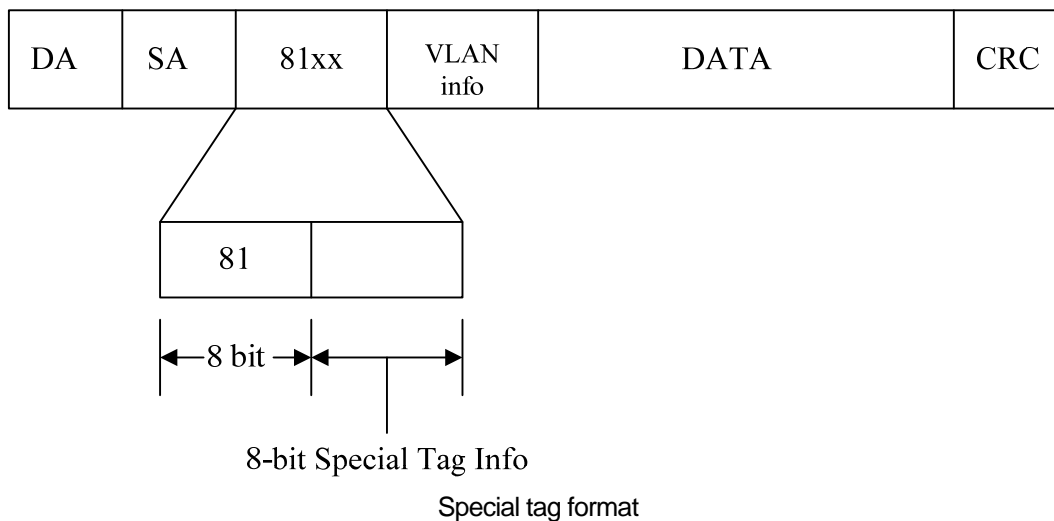 DA SA 81xx VLAN info DATA CRC
81
8 bit
8-bit Special Tag Info
Special tag format